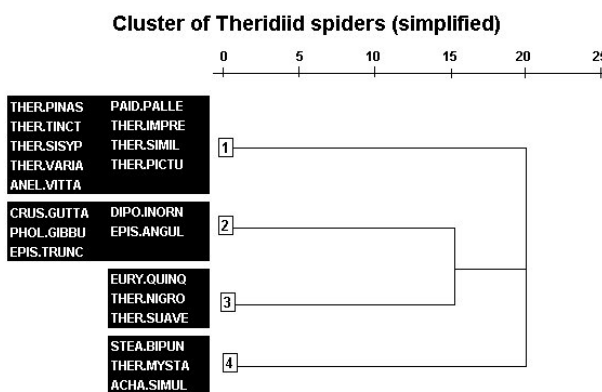 Cluster of Theridiid spiders (simplified)
0 5 10 15 20 25
THER.PINAS PAID.PALLE
THER.TINCT THER.IMPRE
THER.SISYP THER.SIMIL
THER.VARIA THER.PICTU
ANEL.VITTA
1
CRUS.GUTTA DIPO.INORN
PHOL.GIBBU EPIS.ANGUL
EPIS.TRUNC
2
EURY.QUINQ
THER.NIGRO
THER.SUAVE
3
STEA.BIPUN
THER.MYSTA
ACHA.SIMUL
4